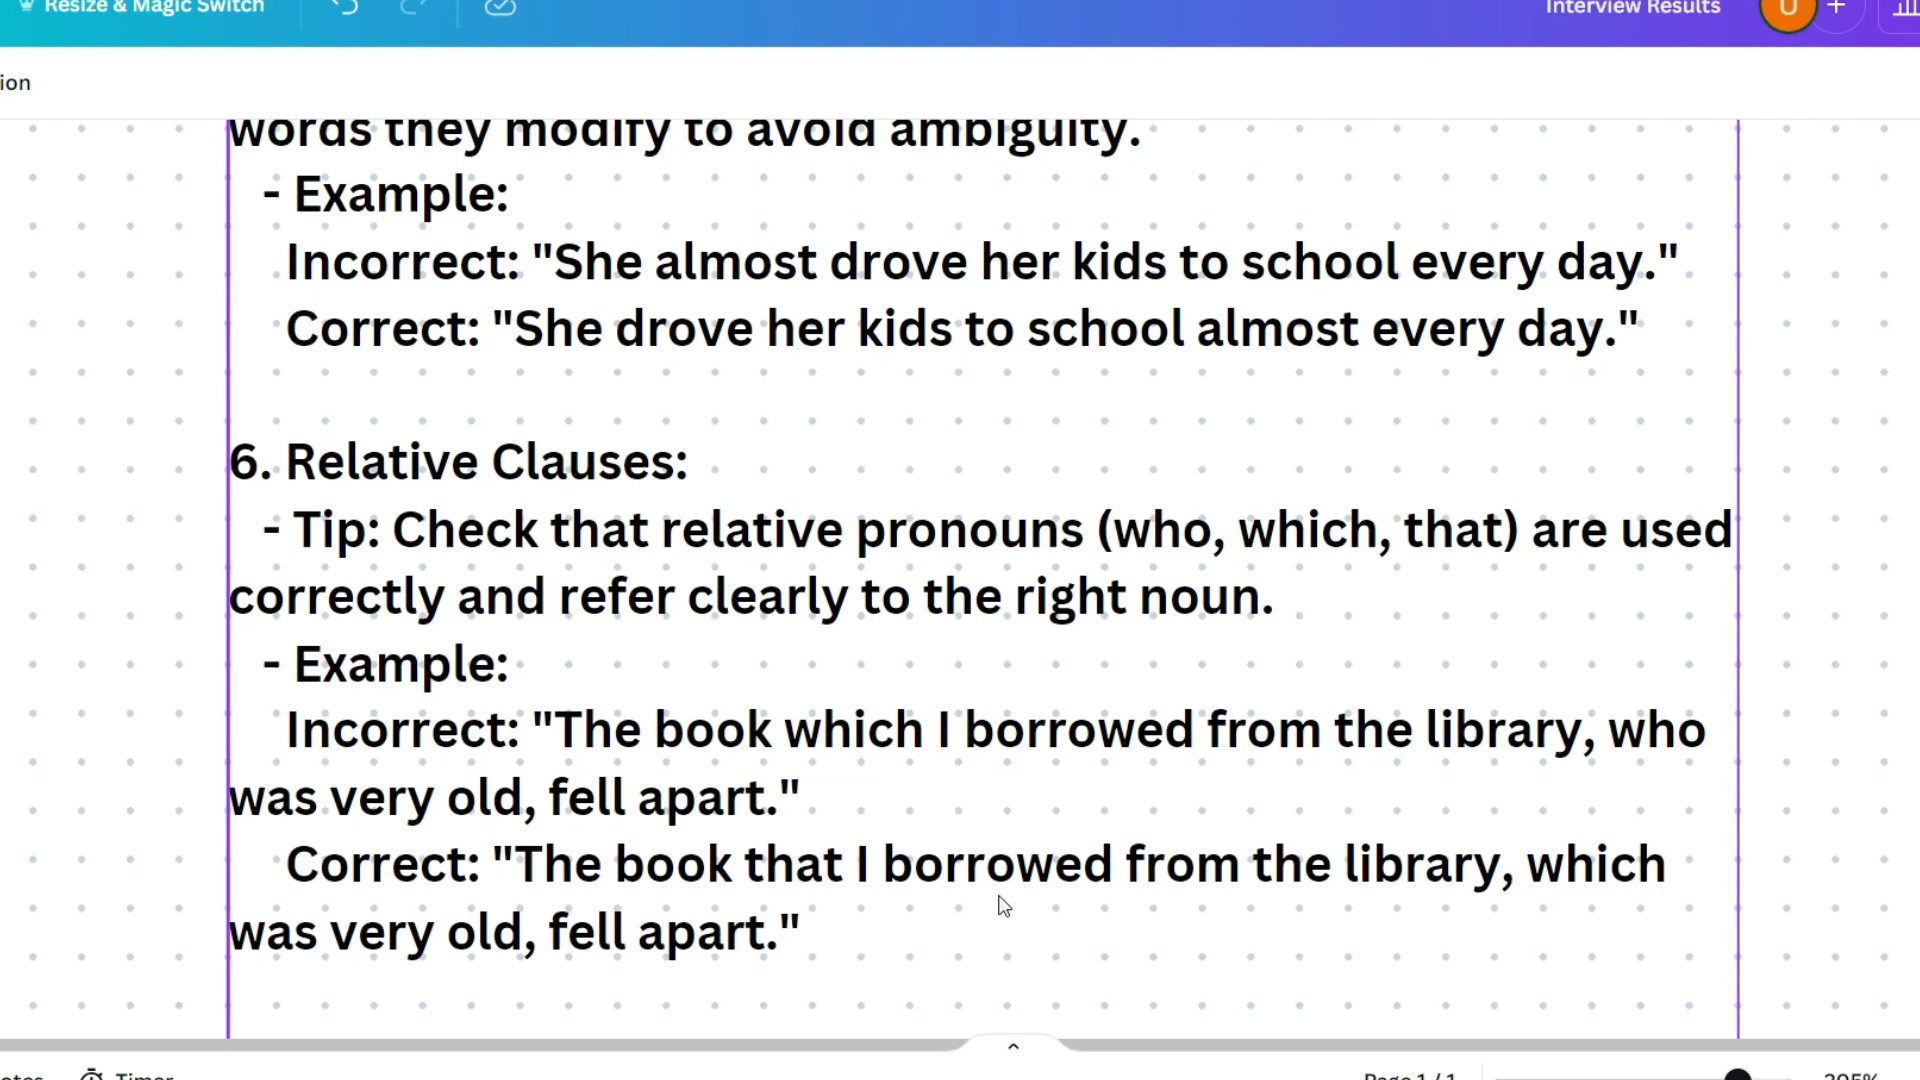 Resize & Magic Switch
Interview Results
U
+
ion
words they modify to avoid ambiguity.
- Example:
Incorrect: "She almost drove her kids to school every day."
Correct: "She drove her kids to school almost every day."
6. Relative Clauses:
- Tip: Check that relative pronouns (who, which, that) are used
correctly and refer clearly to the right noun.
- Example:
Incorrect: "The book which I borrowed from the library, who
was very old, fell apart."
Correct: "The book that I borrowed from the library, which
was very old, fell apart."
otes
Timer
Page 1 / 1